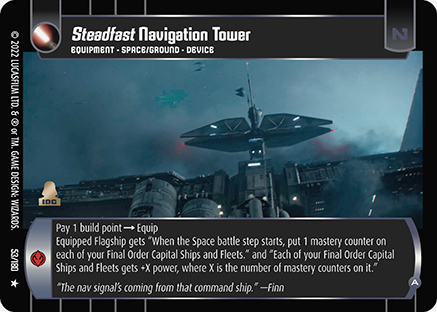 Steadfast Navigation Tower
EQUIPMENT • SPACE/GROUND • DEVICE
N
Pay 1 build point → Equip
Equipped Flagship gets "When the Space battle step starts, put 1 mastery counter on
each of your Final Order Capital Ships and Fleets." and "Each of your Final Order Capital
Ships and Fleets gets +X power, where X is the number of mastery counters on it."
"The nav signal's coming from that command ship." —Finn
A
©2022 LUCASFILM LTD. & ® or ™ GAME DESIGN: WIZARDS.
53/180 ★